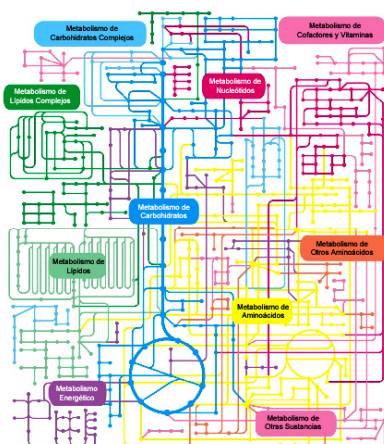 Metabolismo de
Carbohidratos Complejos
Metabolismo de
Cofactores y Vitaminas
Metabolismo de
Nucleótidos
Metabolismo de
Lípidos Complejos
Metabolismo de
Carbohidratos
Metabolismo de
Otros Aminoácidos
Metabolismo de
Lípidos
Metabolismo de
Aminoácidos
Metabolismo
Energético
Metabolismo de
Otras Sustancias